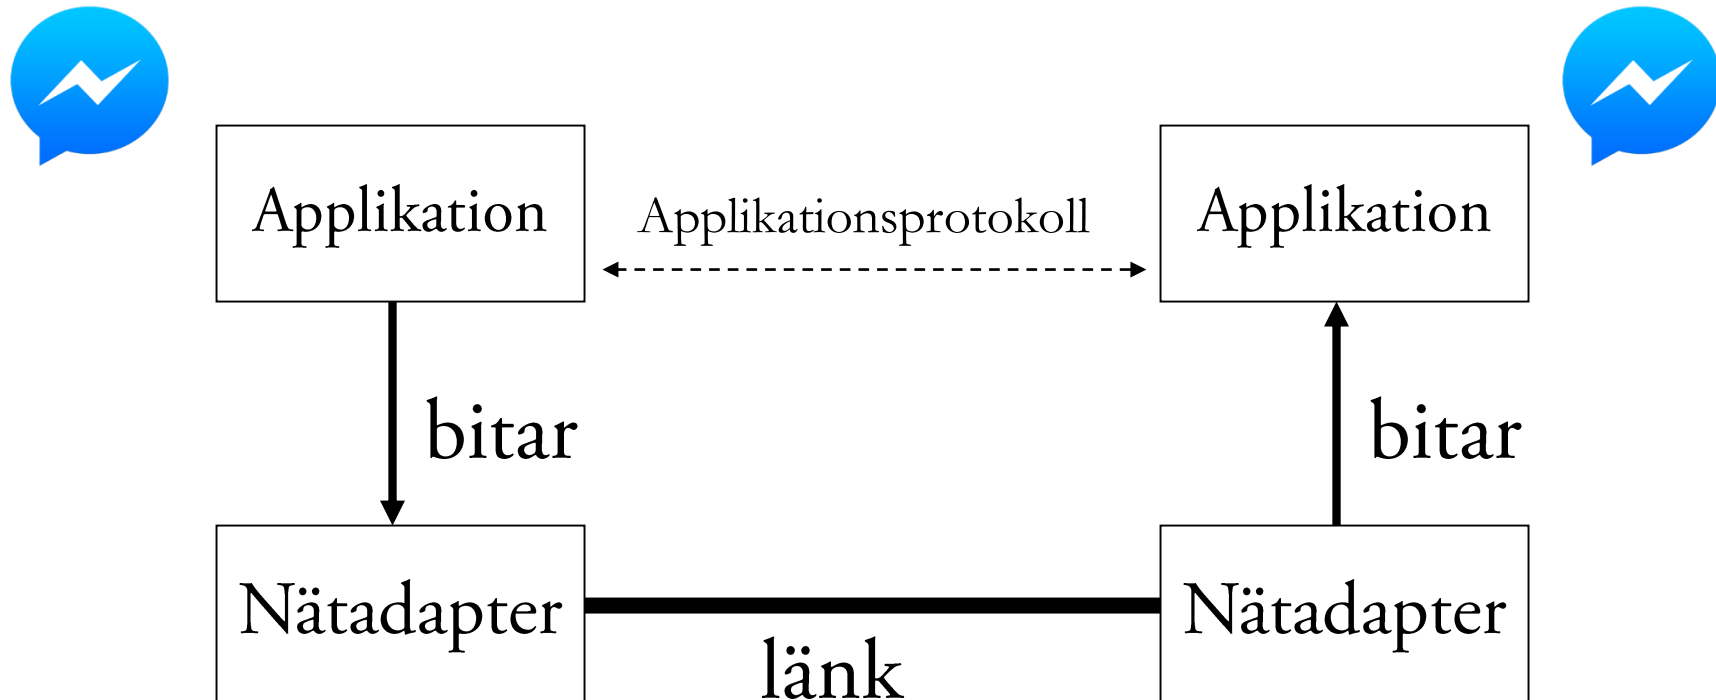 Applikation
Applikationsprotokoll
Applikation
bitar
bitar
Nätadapter
länk
Nätadapter